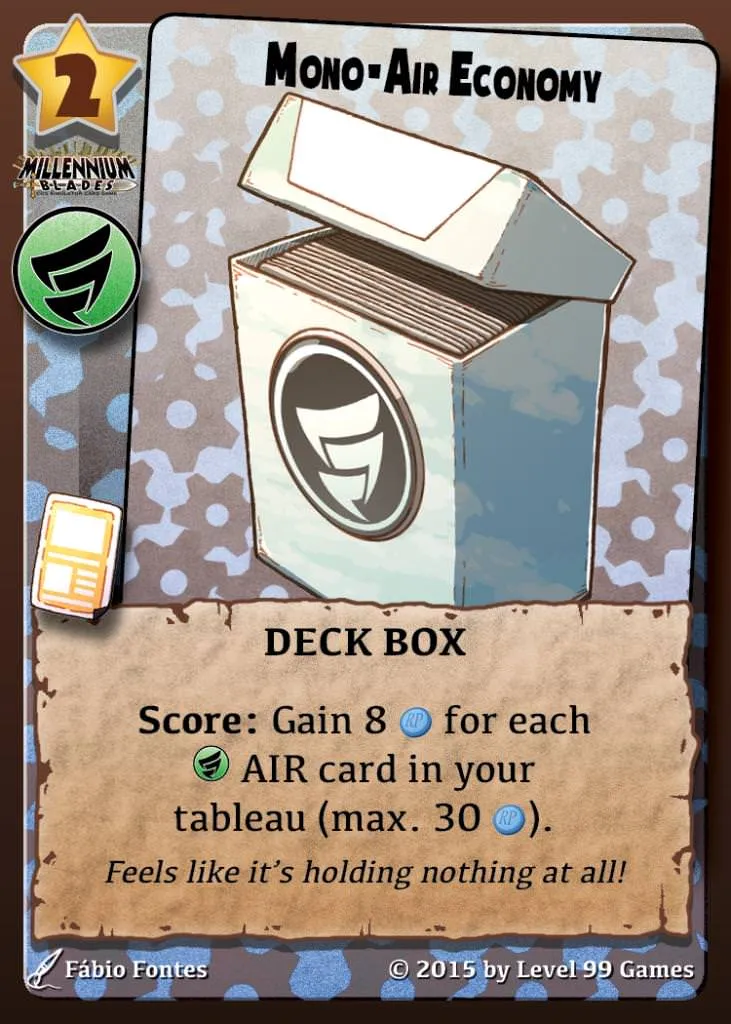 2
MONO-AIR ECONOMY
MILLENNIUM
BLADES
DECK BOX
Score: Gain 8 RP for each
AIR card in your
tableau (max. 30 RP).
Feels like it's holding nothing at all!
Fábio Fontes
© 2015 by Level 99 Games